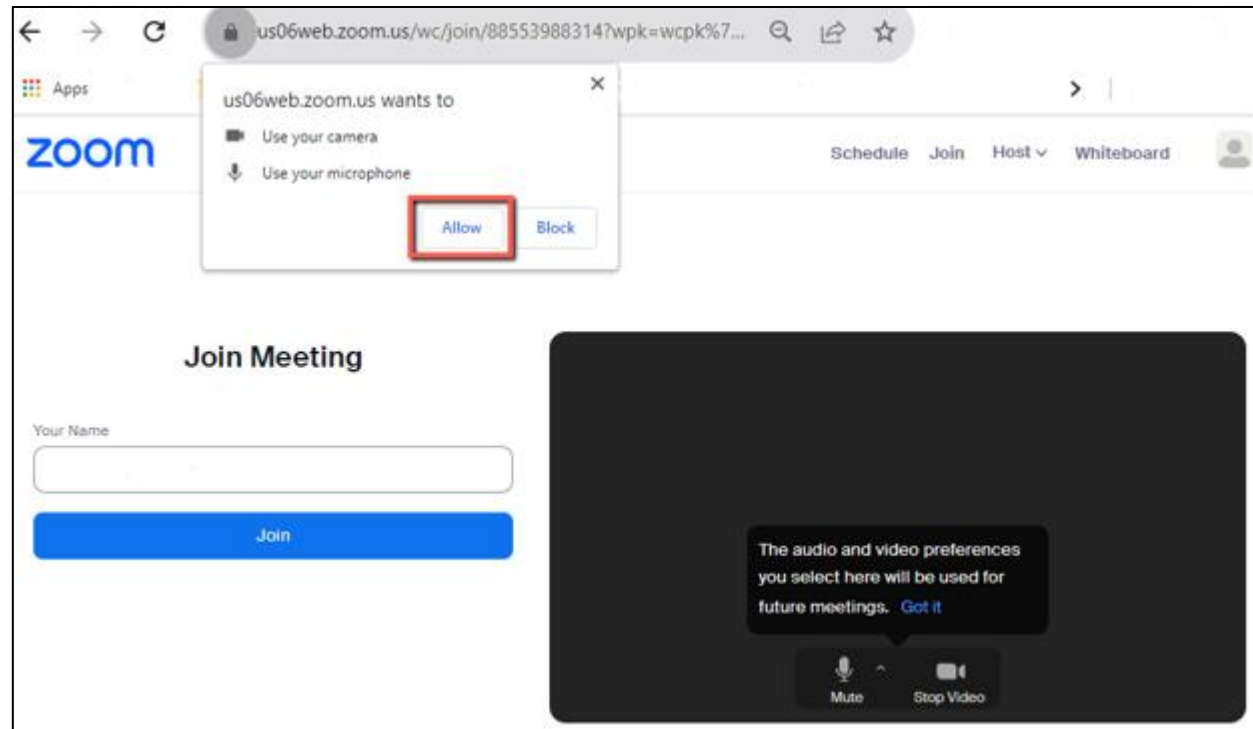 us06web.zoom.us/wc/join/88553988314?wpk=wcpk%7...
Apps
us06web.zoom.us wants to
Use your camera
Use your microphone
Allow Block
zoom
Schedule Join Host Whiteboard
Join Meeting
Your Name
Join
The audio and video preferences
you select here will be used for
future meetings. Got it
Mute Stop Video